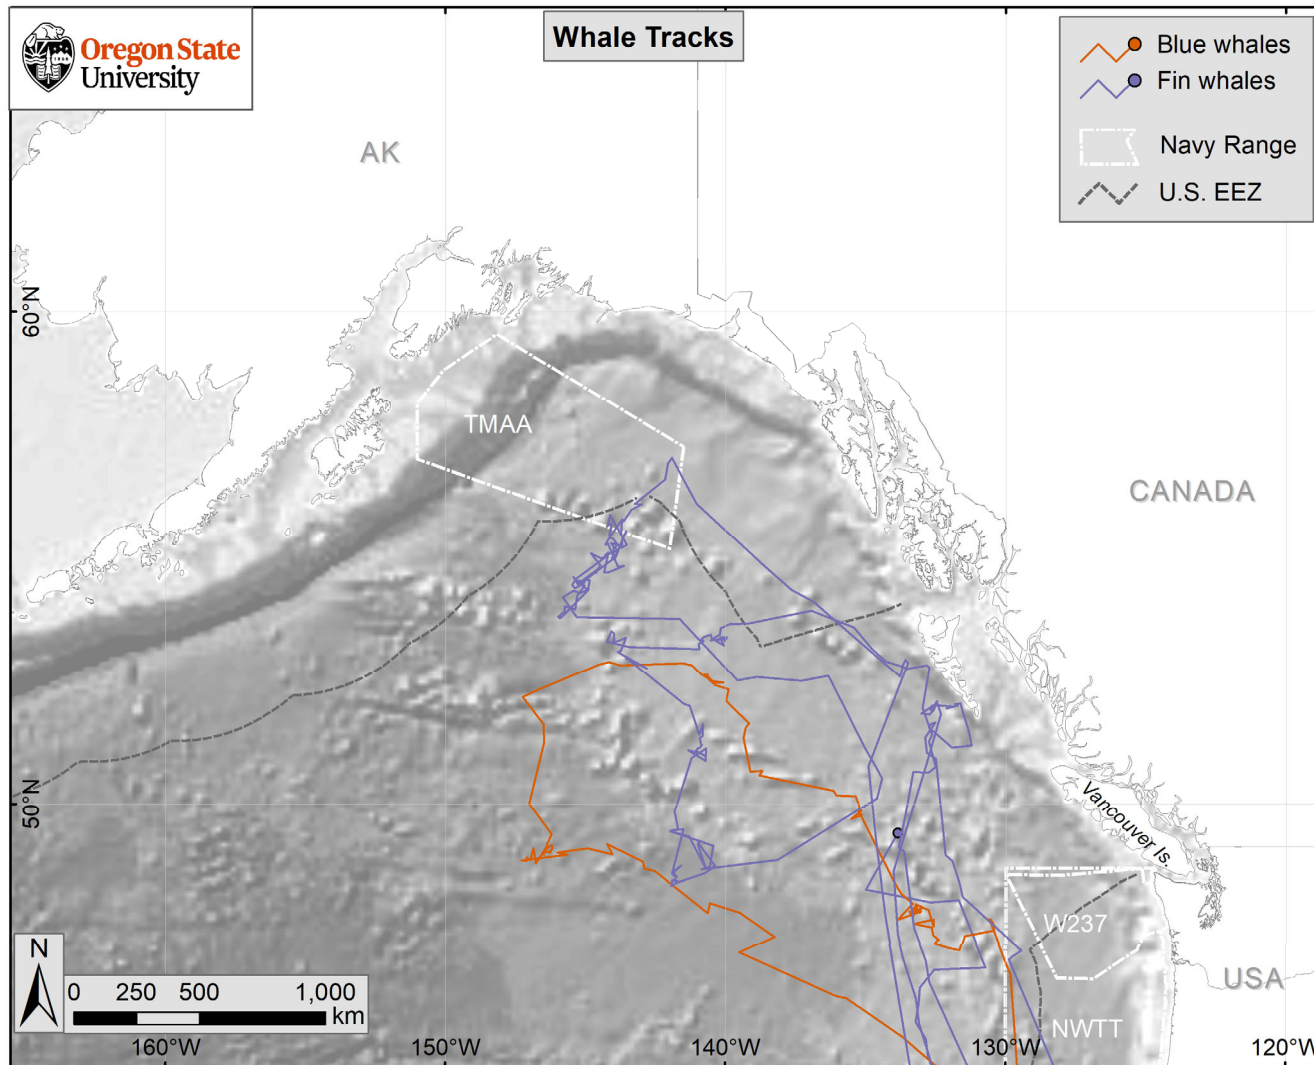 Oregon State
University
Whale Tracks
Blue whales
Fin whales
Navy Range
U.S. EEZ
AK
60°N
TMAA
CANADA
50°N
Vancouver Is.
W237
N
USA
0 250 500 1,000
km
NWTT
160°W 150°W 140°W 130°W 120°W